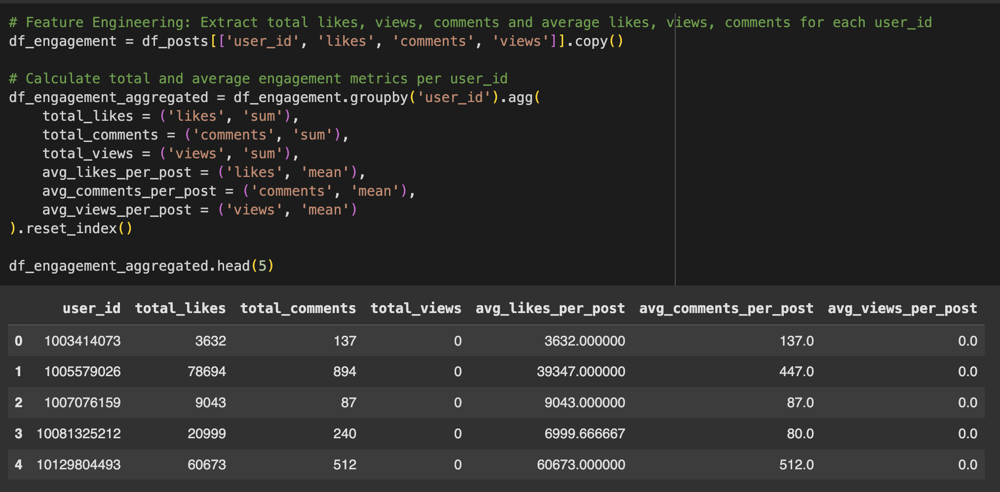 # Feature Engineering: Extract total likes, views, comments and average likes, views, comments for each user_id
df_engagement = df_posts[['user_id', 'likes', 'comments', 'views']].copy()
# Calculate total and average engagement metrics per user_id
df_engagement_aggregated = df_engagement.groupby('user_id').agg(
    total_likes = ('likes', 'sum'),
    total_comments = ('comments', 'sum'),
    total_views = ('views', 'sum'),
    avg_likes_per_post = ('likes', 'mean'),
    avg_comments_per_post = ('comments', 'mean'),
    avg_views_per_post = ('views', 'mean')
).reset_index()
df_engagement_aggregated.head(5)
user_id total_likes total_comments total_views avg_likes_per_post avg_comments_per_post avg_views_per_post
0 1003414073 3632 137 0 3632.000000 137.0 0.0
1 1005579026 78694 894 0 39347.000000 447.0 0.0
2 1007076159 9043 87 0 9043.000000 87.0 0.0
3 10081325212 20999 240 0 6999.666667 80.0 0.0
4 10129804493 60673 512 0 60673.000000 512.0 0.0